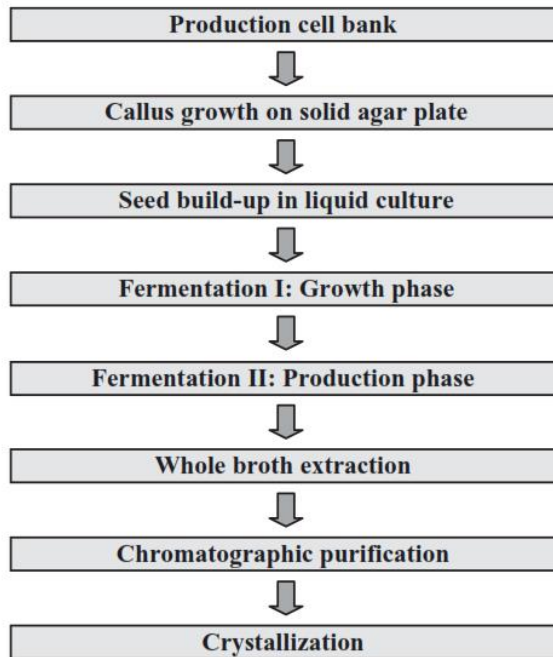 Production cell bank
Callus growth on solid agar plate
Seed build-up in liquid culture
Fermentation I: Growth phase
Fermentation II: Production phase
Whole broth extraction
Chromatographic purification
Crystallization